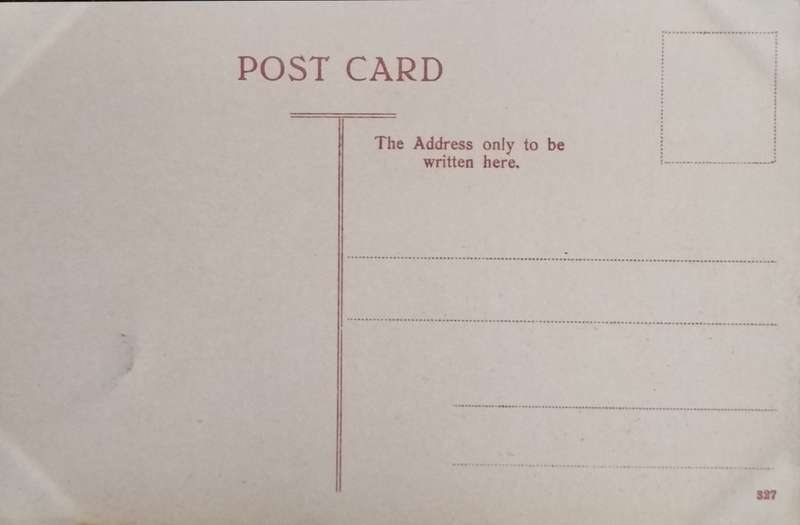 POST CARD
The Address only to be
written here.
327